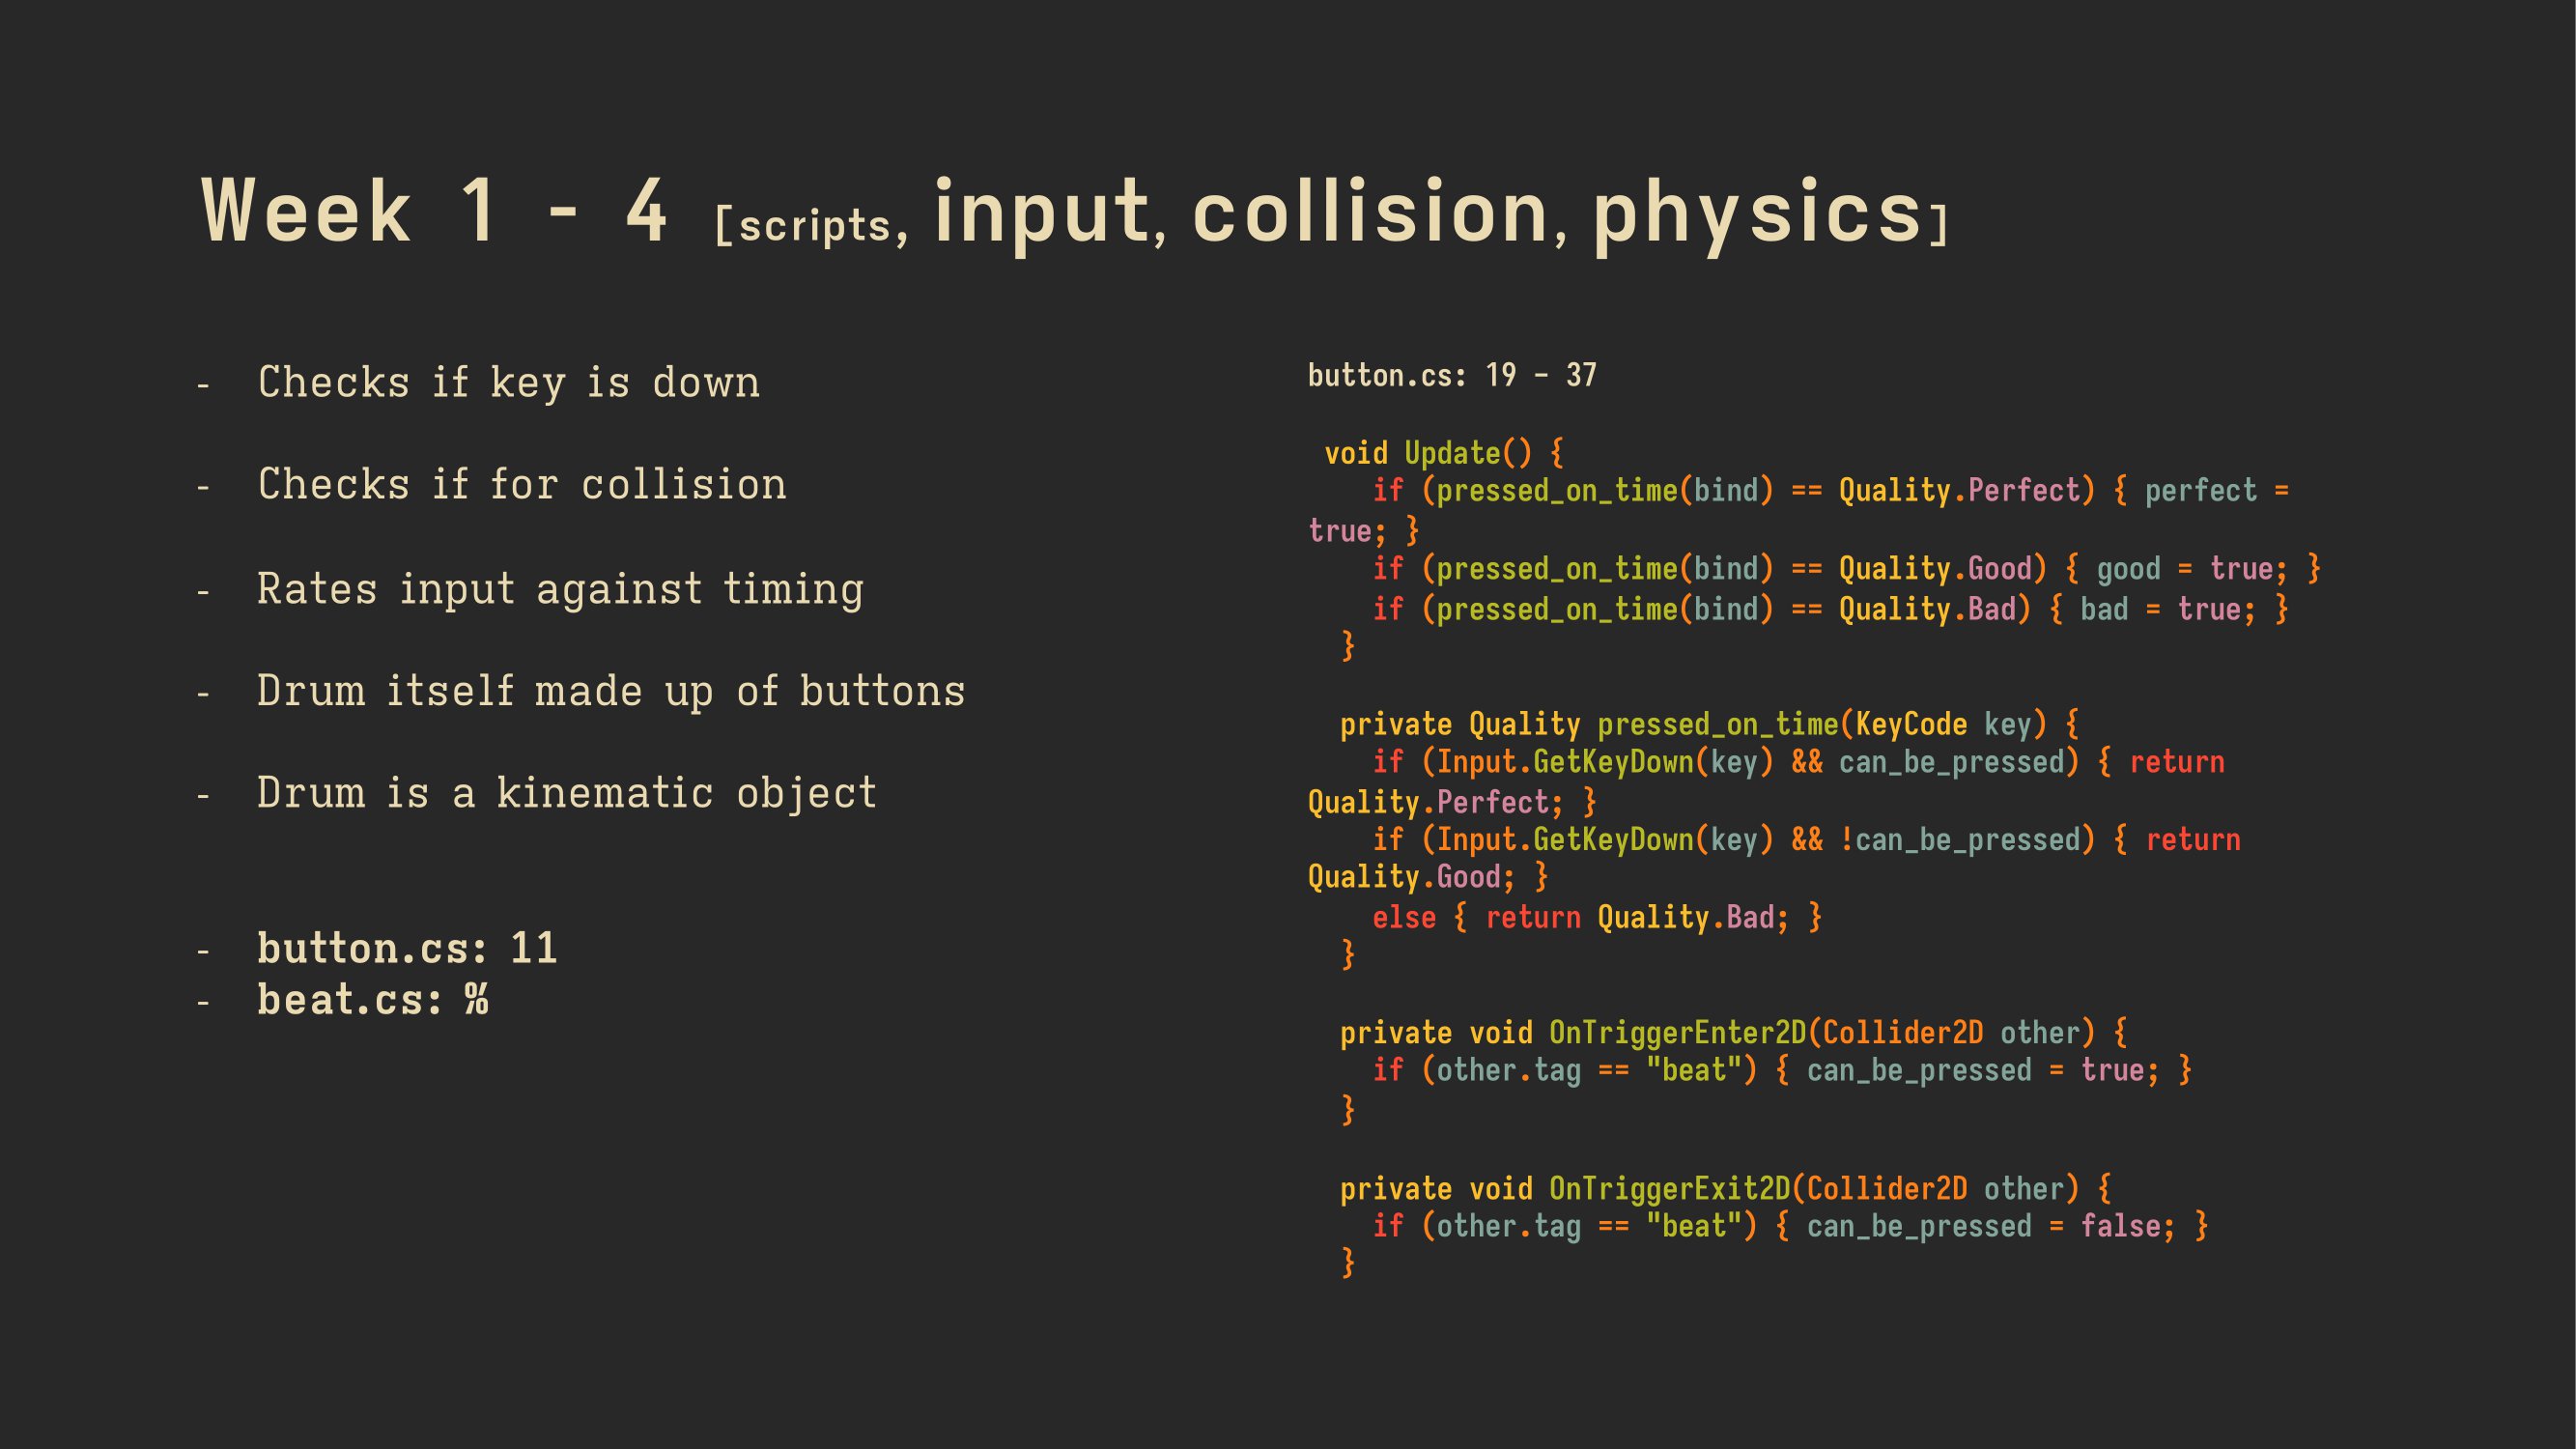 Week 1 - 4 [scripts, input, collision, physics]
- Checks if key is down
- Checks if for collision
- Rates input against timing
- Drum itself made up of buttons
- Drum is a kinematic object
- button.cs: 11
- beat.cs: %
button.cs: 19 - 37
void Update() {
if (pressed_on_time(bind) == Quality.Perfect) { perfect =
true; }
if (pressed_on_time(bind) == Quality.Good) { good = true; }
if (pressed_on_time(bind) == Quality.Bad) { bad = true; }
}
private Quality pressed_on_time(KeyCode key) {
if (Input.GetKeyDown(key) && can_be_pressed) { return
Quality.Perfect; }
if (Input.GetKeyDown(key) && !can_be_pressed) { return
Quality.Good; }
else { return Quality.Bad; }
}
private void OnTriggerEnter2D(Collider2D other) {
if (other.tag == "beat") { can_be_pressed = true; }
}
private void OnTriggerExit2D(Collider2D other) {
if (other.tag == "beat") { can_be_pressed = false; }
}